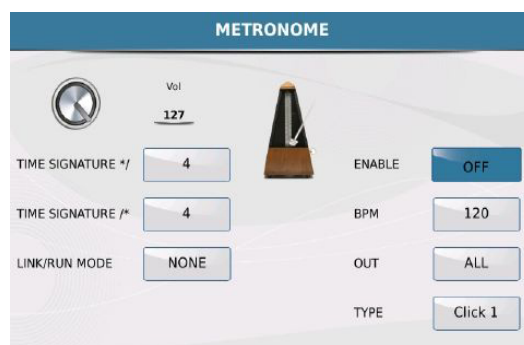 METRONOME
Vol
127
TIME SIGNATURE */ 4
ENABLE OFF
TIME SIGNATURE /* 4
BPM 120
LINK/RUN MODE NONE
OUT ALL
TYPE Click 1